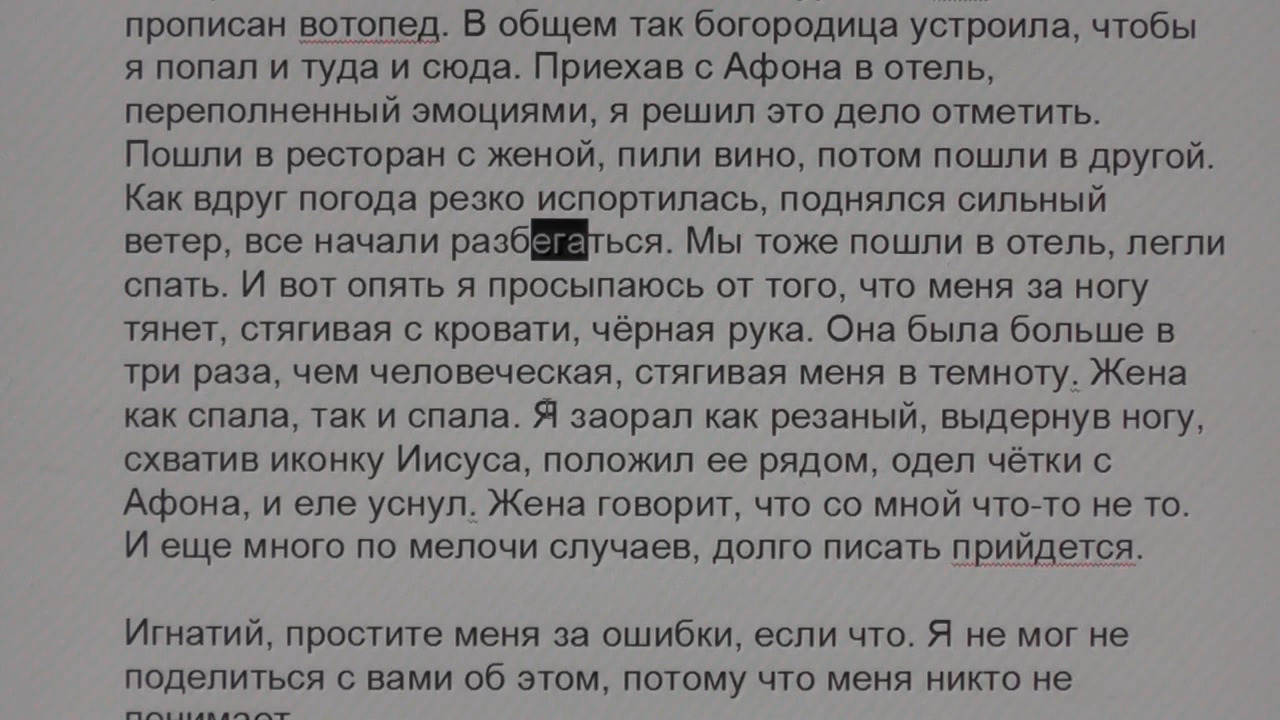 прописан вотопед. В общем так богородица устроила, чтобы
я попал и туда и сюда. Приехав с Афона в отель,
переполненный эмоциями, я решил это дело отметить.
Пошли в ресторан с женой, пили вино, потом пошли в другой.
Как вдруг погода резко испортилась, поднялся сильный
ветер, все начали разбегаться. Мы тоже пошли в отель, легли
спать. И вот опять я просыпаюсь от того, что меня за ногу
тянет, стягивая с кровати, чёрная рука. Она была больше в
три раза, чем человеческая, стягивая меня в темноту. Жена
как спала, так и спала. Я заорал как резаный, выдернув ногу,
схватив иконку Иисуса, положил ее рядом, одел чётки с
Афона, и еле уснул. Жена говорит, что со мной что-то не то.
И еще много по мелочи случаев, долго писать прийдется.
Игнатий, простите меня за ошибки, если что. Я не мог не
поделиться с вами об этом, потому что меня никто не
понимает